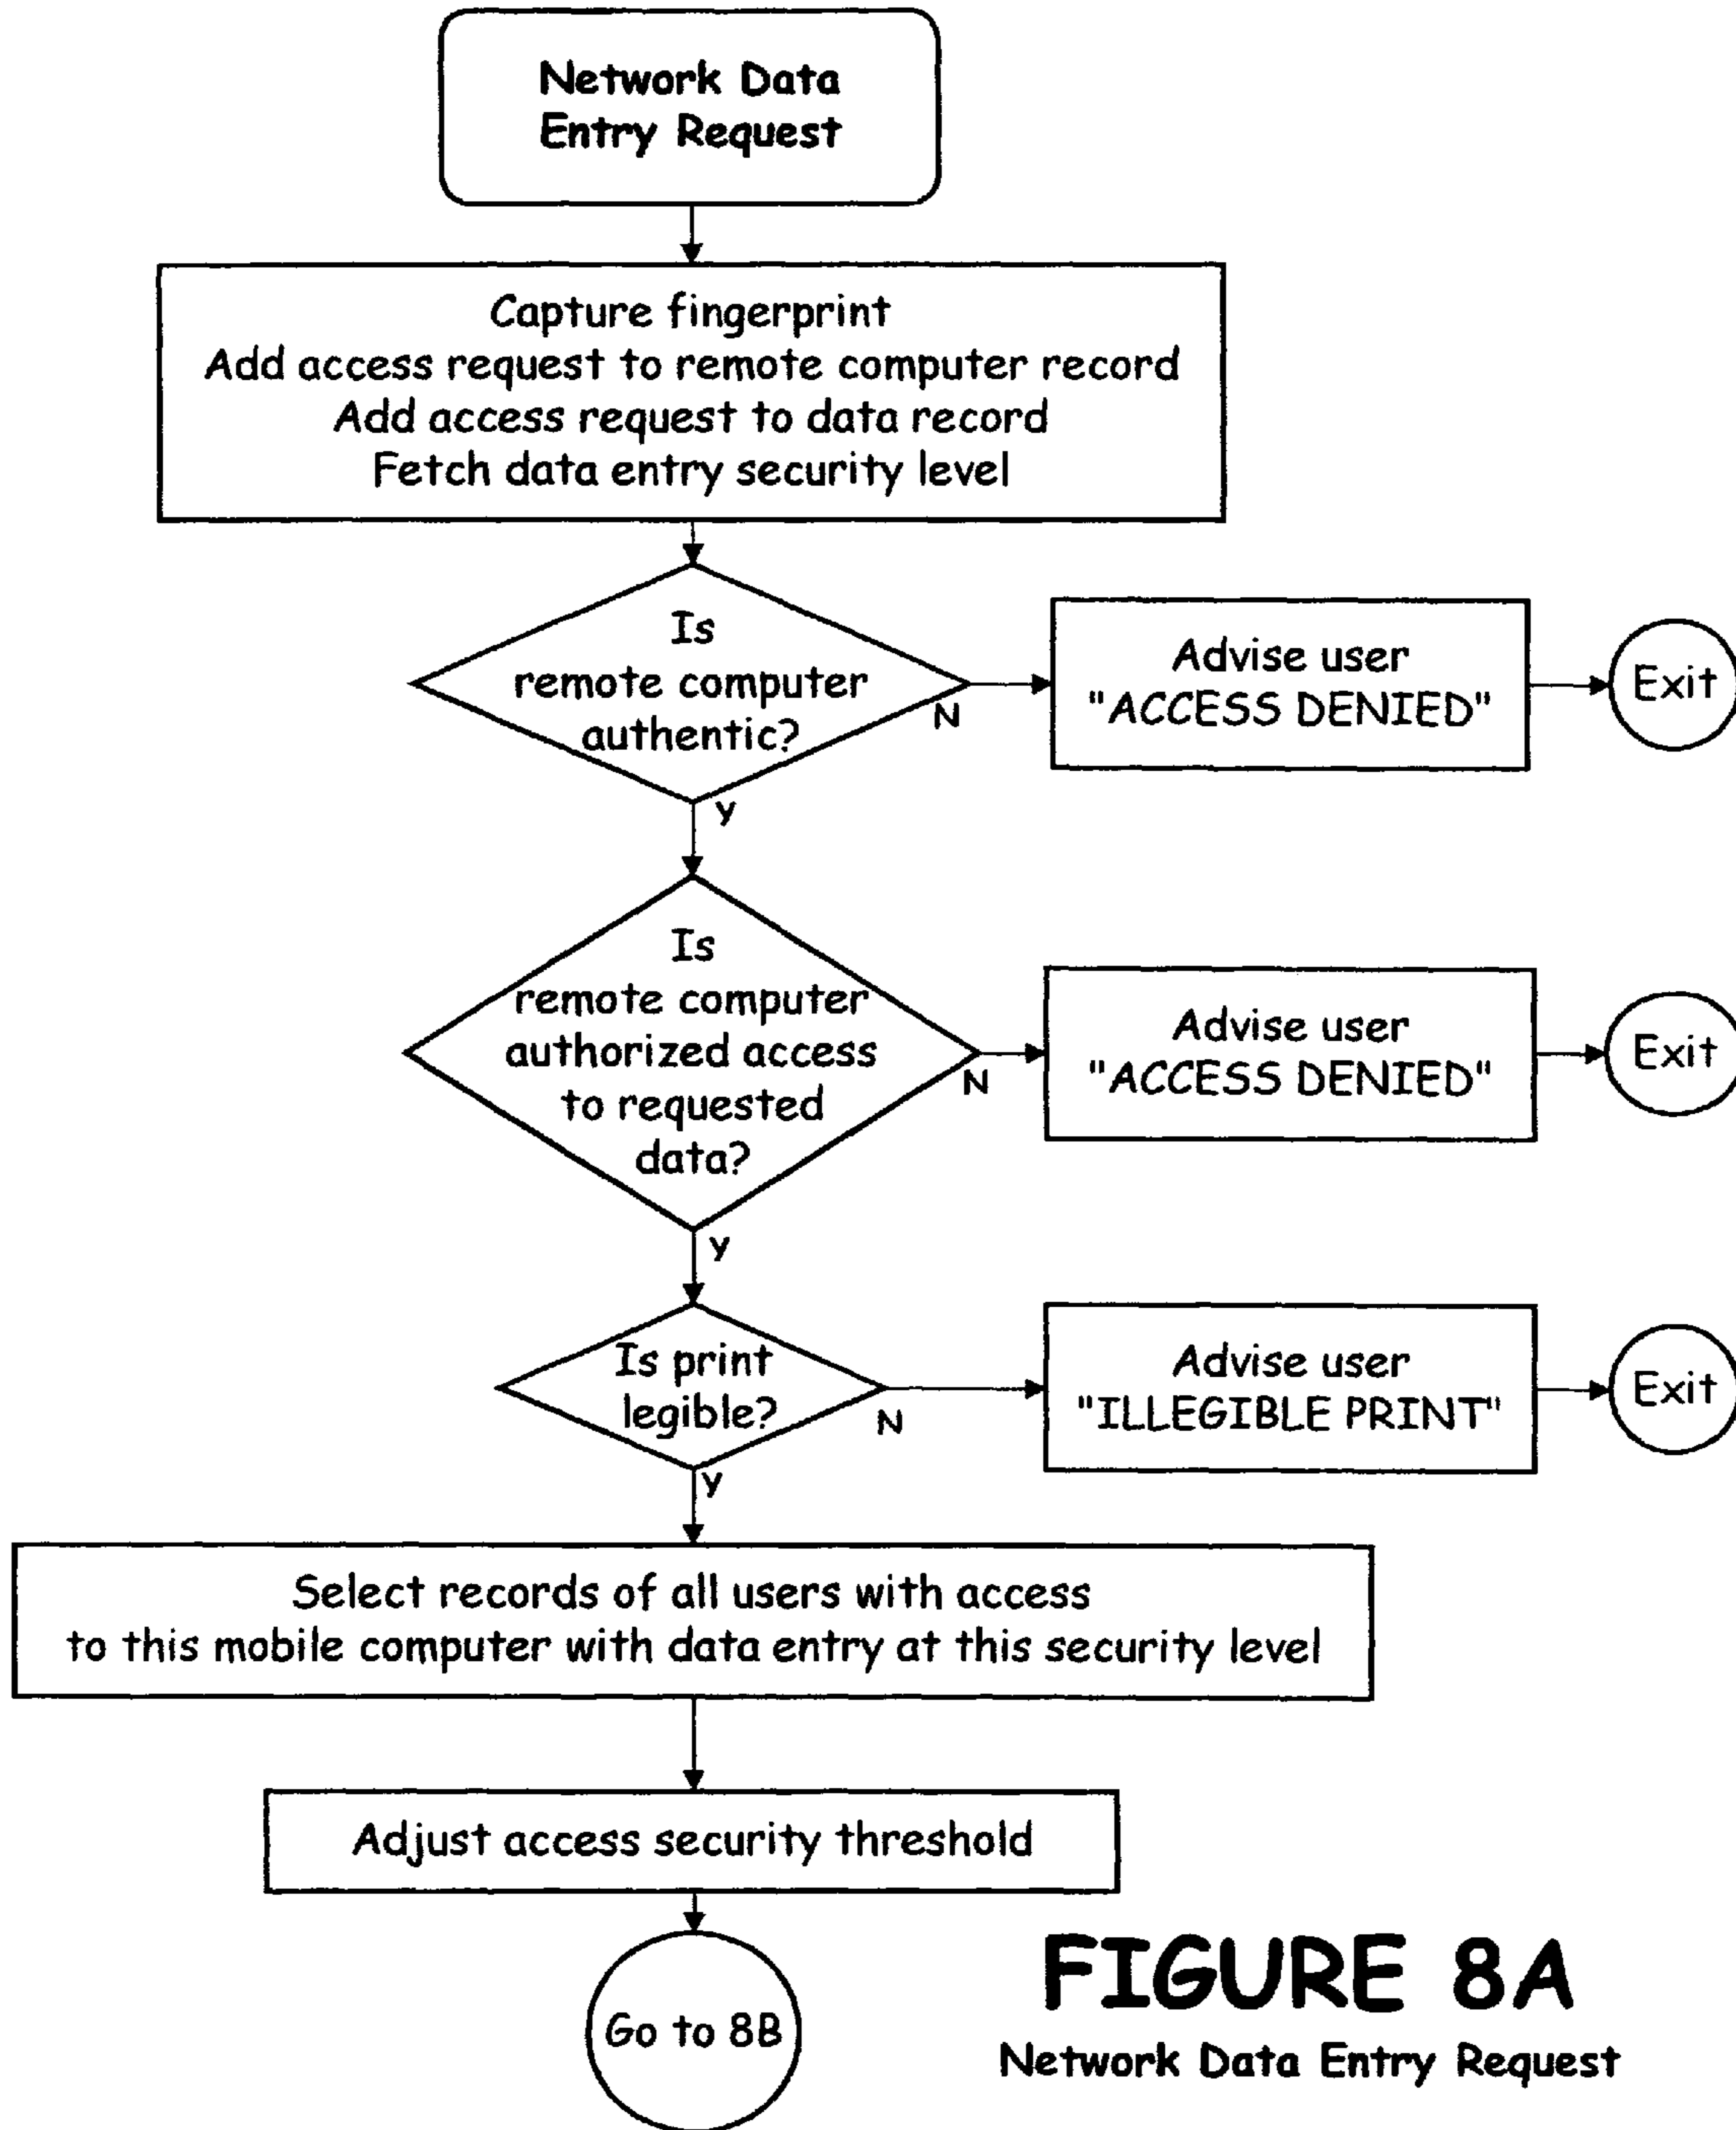 Network Data
Entry Request
Capture fingerprint
Add access request to remote computer record
Add access request to data record
Fetch data entry security level
Is
remote computer
authentic?
N
Advise user
"ACCESS DENIED"
Exit
y
Is
remote computer
authorized access
to requested
data?
N
Advise user
"ACCESS DENIED"
Exit
y
Is print
legible?
N
Advise user
"ILLEGIBLE PRINT"
Exit
y
Select records of all users with access
to this mobile computer with data entry at this security level
Adjust access security threshold
Go to 8B
FIGURE 8A
Network Data Entry Request